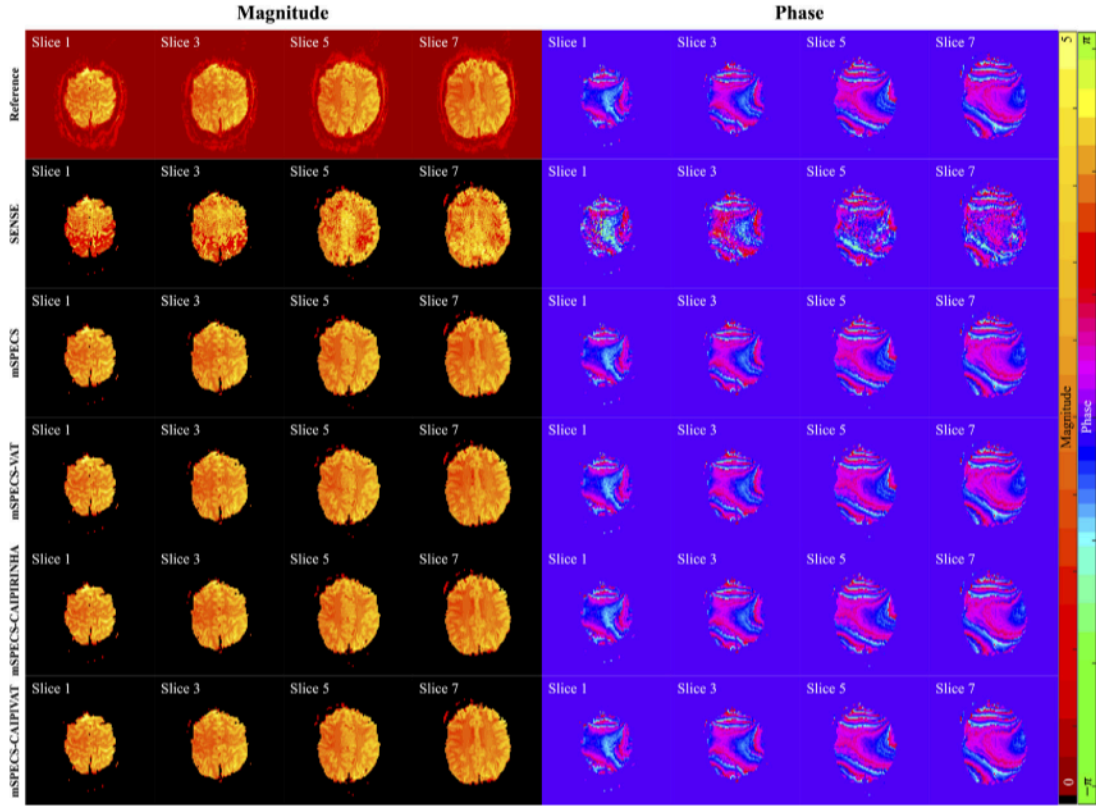 Magnitude Phase
Reference
Slice 1 Slice 3 Slice 5 Slice 7 Slice 1 Slice 3 Slice 5 Slice 7
SENSE
Slice 1 Slice 3 Slice 5 Slice 7 Slice 1 Slice 3 Slice 5 Slice 7
mSPECS
Slice 1 Slice 3 Slice 5 Slice 7 Slice 1 Slice 3 Slice 5 Slice 7
mSPECS-VAT
Slice 1 Slice 3 Slice 5 Slice 7 Slice 1 Slice 3 Slice 5 Slice 7
mSPECS-CAIPIRINHA
Slice 1 Slice 3 Slice 5 Slice 7 Slice 1 Slice 3 Slice 5 Slice 7
mSPECS-CAIPIVAT
Slice 1 Slice 3 Slice 5 Slice 7 Slice 1 Slice 3 Slice 5 Slice 7
5
Magnitude
0
π
Phase
-π